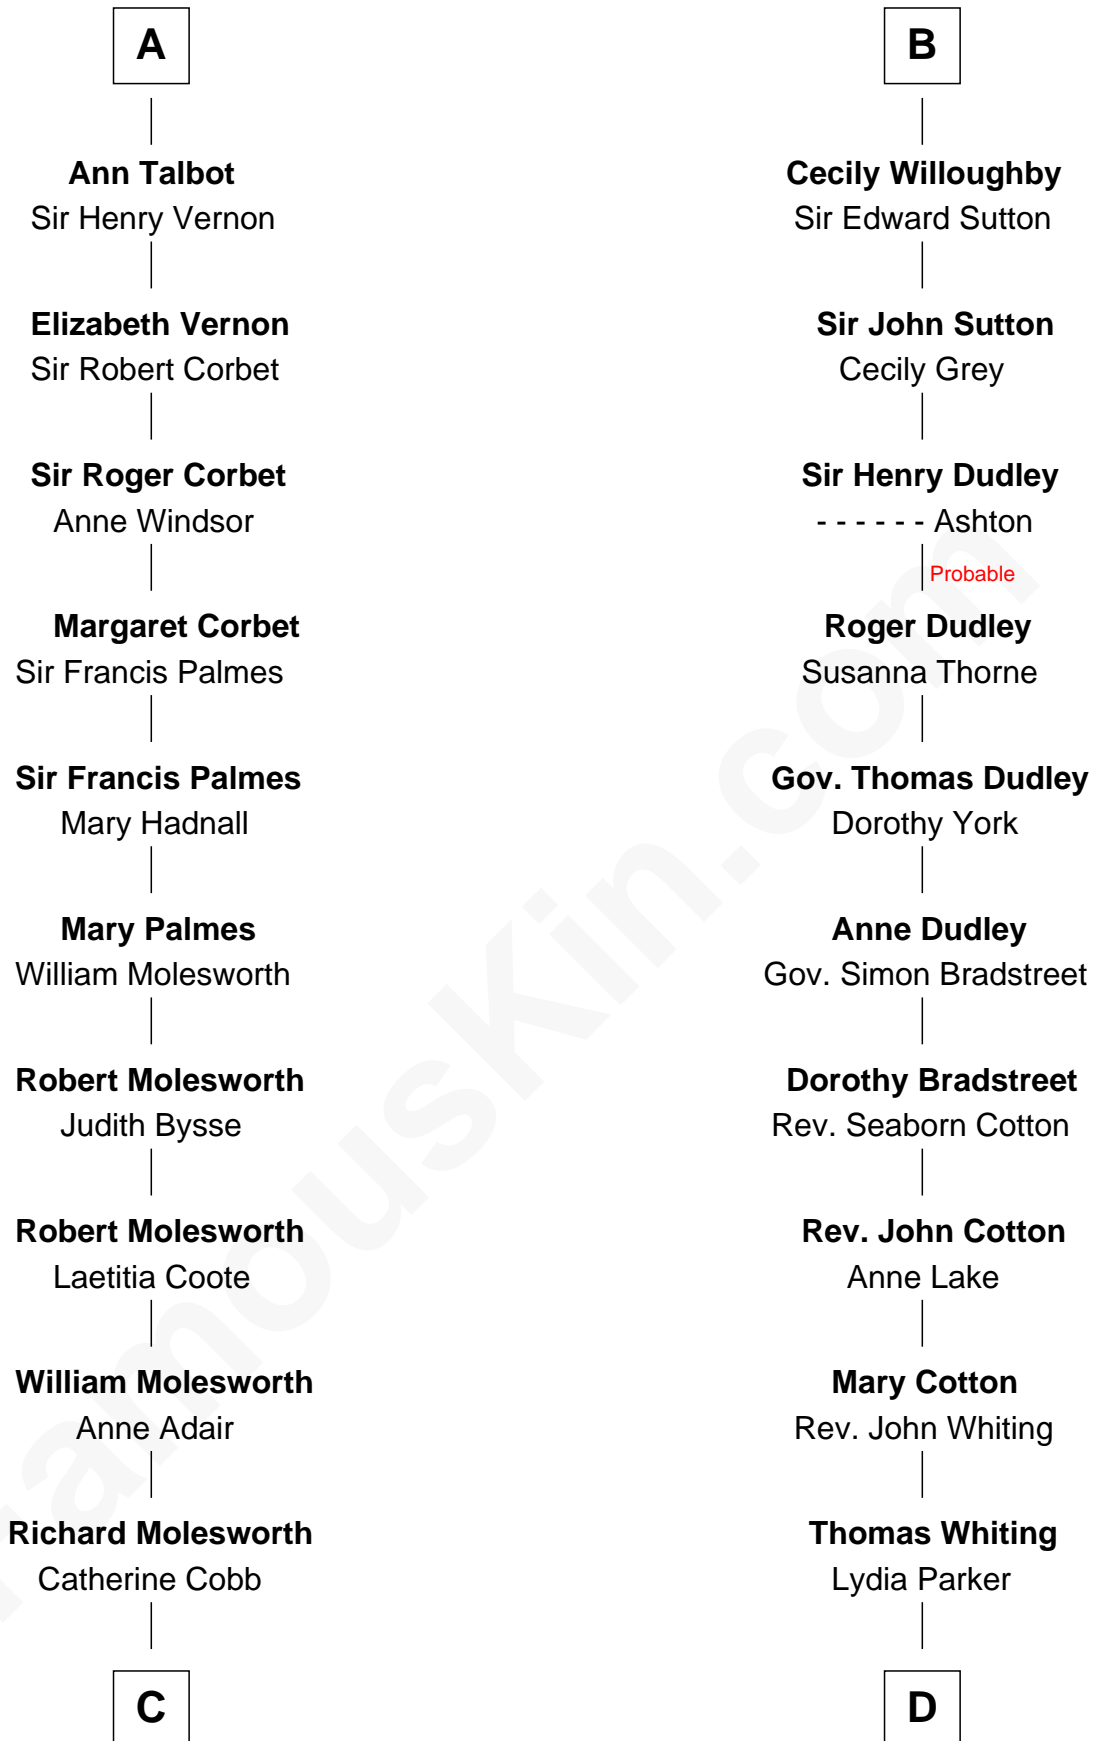 A
Ann Talbot
Sir Henry Vernon
Elizabeth Vernon
Sir Robert Corbet
Sir Roger Corbet
Anne Windsor
Margaret Corbet
Sir Francis Palmes
Sir Francis Palmes
Mary Hadnall
Mary Palmes
William Molesworth
Robert Molesworth
Judith Bysse
Robert Molesworth
Laetitia Coote
William Molesworth
Anne Adair
Richard Molesworth
Catherine Cobb
C
B
Cecily Willoughby
Sir Edward Sutton
Sir John Sutton
Cecily Grey
Sir Henry Dudley
- - - - - - Ashton
Probable
Roger Dudley
Susanna Thorne
Gov. Thomas Dudley
Dorothy York
Anne Dudley
Gov. Simon Bradstreet
Dorothy Bradstreet
Rev. Seaborn Cotton
Rev. John Cotton
Anne Lake
Mary Cotton
Rev. John Whiting
Thomas Whiting
Lydia Parker
D
FamousKin.com